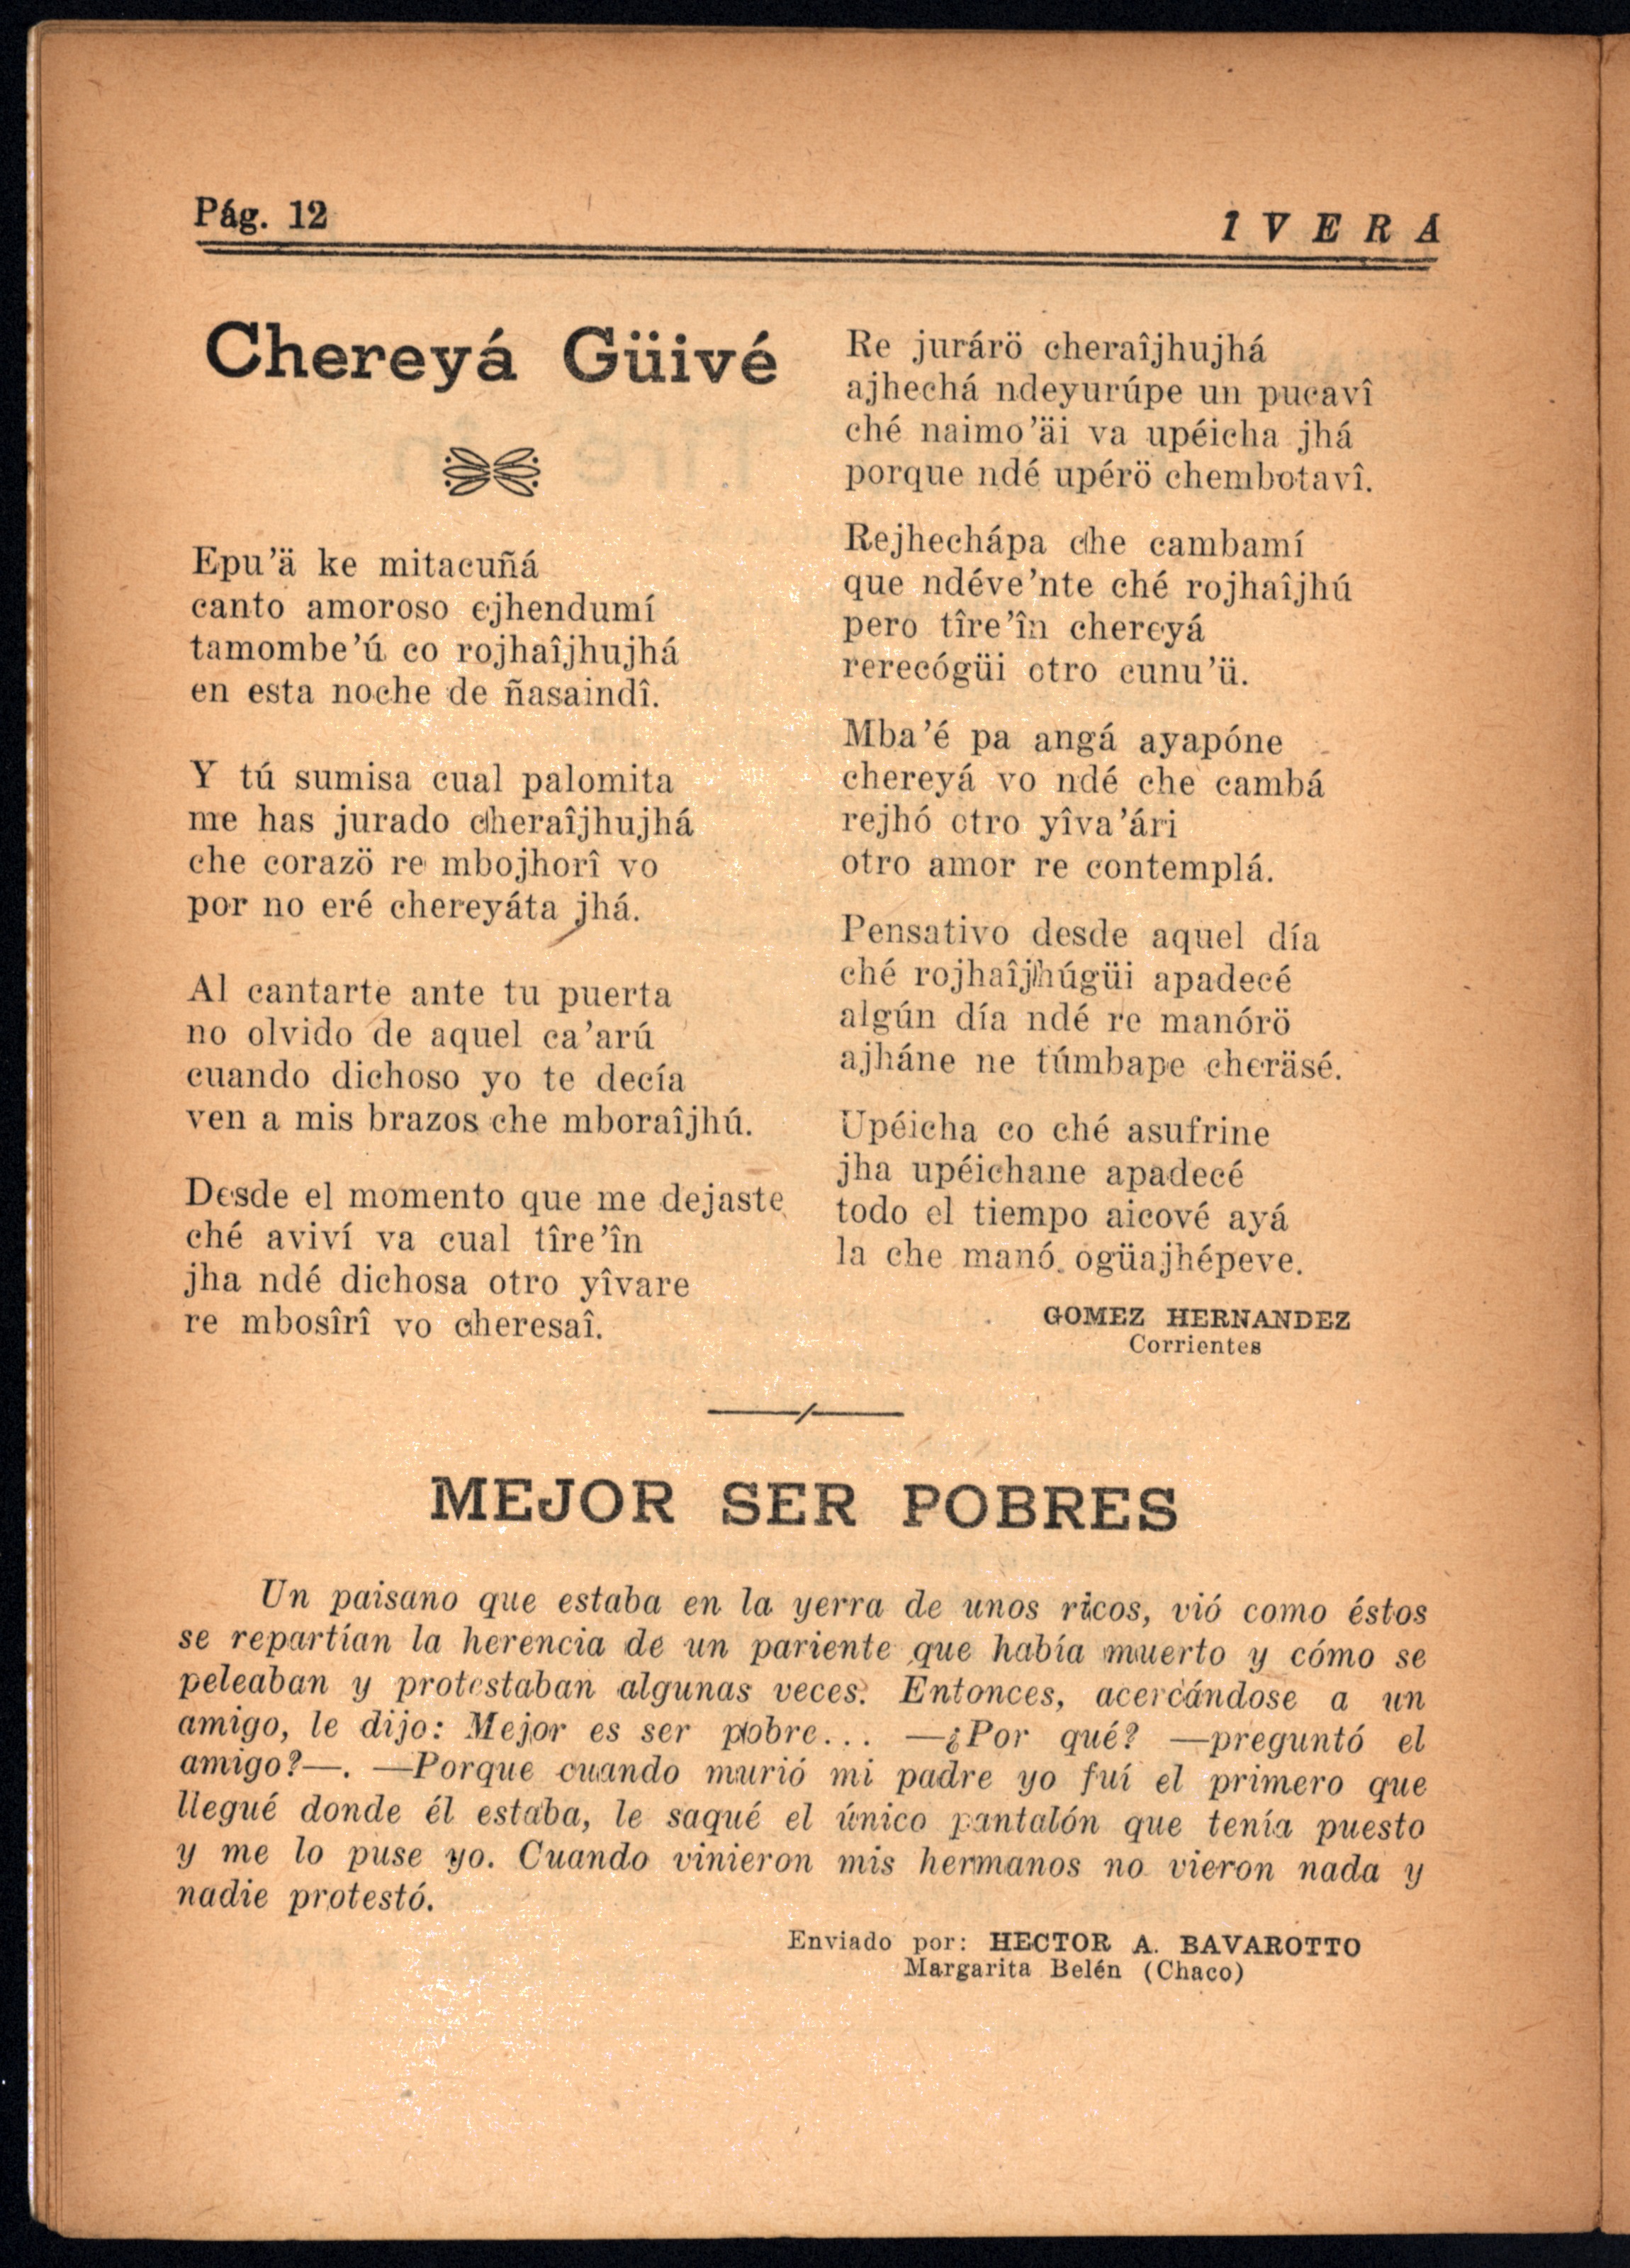 Pág. 12
IVERA
Chereyá Güivé
Epu'ä ke mitacuñá
canto amoroso ejhendumí
tamombe'ú co rojhaîjhujhá
en esta noche de ñasaindî.
Y tú sumisa cual palomita
me has jurado cheraîjhujhá
che corazö re mbojhorî vo
por no eré chereyáta jhá.
Al cantarte ante tu puerta
no olvido de aquel ca'arú
cuando dichoso yo te decía
ven a mis brazos che mboraîjhú.
Desde el momento que me dejaste
ché aviví va cual tîre'în
jha ndé dichosa otro yîvare
re mbosîrî vo cheresaî.
Re jurárö cheraîjhujhá
ajhechá ndeyurúpe un pucavî
ché naimo'äi va upéicha jhá
porque ndé upérö chembotavî.
Rejhechápa che cambamí
que ndéve'nte ché rojhaîjhú
pero tîre'în chereyá
rerecógüi otro cunu'ü.
Mba'é pa angá ayapóne
chereyá vo ndé che cambá
rejhó otro yîva'ári
otro amor re contemplá.
Pensativo desde aquel día
ché rojhaîjhúgüi apadecé
algún día ndé re manórö
ajháne ne túmbape cheräsé.
Upéicha co ché asufrine
jha upéichane apadecé
todo el tiempo aicové ayá
la che manó ogüajhépeve.
GOMEZ HERNANDEZ
Corrientes
MEJOR SER POBRES
Un paisano que estaba en la yerra de unos ricos, vió como éstos
se repartían la herencia de un pariente que había muerto y cómo se
peleaban y protestaban algunas veces. Entonces, acercándose a un
amigo, le dijo: Mejor es ser pobre... —¿Por qué? —preguntó el
amigo?—. —Porque cuando murió mi padre yo fuí el primero que
llegué donde él estaba, le saqué el único pantalón que tenía puesto
y me lo puse yo. Cuando vinieron mis hermanos no vieron nada y
nadie protestó.
Enviado por: HECTOR A. BAVAROTTO
Margarita Belén (Chaco)